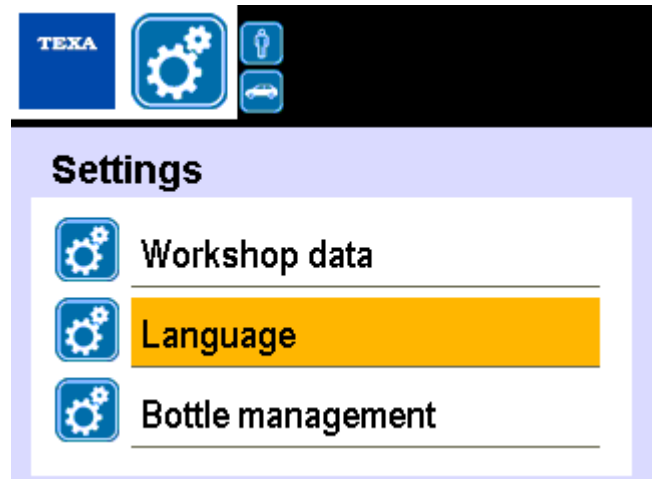 TEXA
Settings
Workshop data
Language
Bottle management